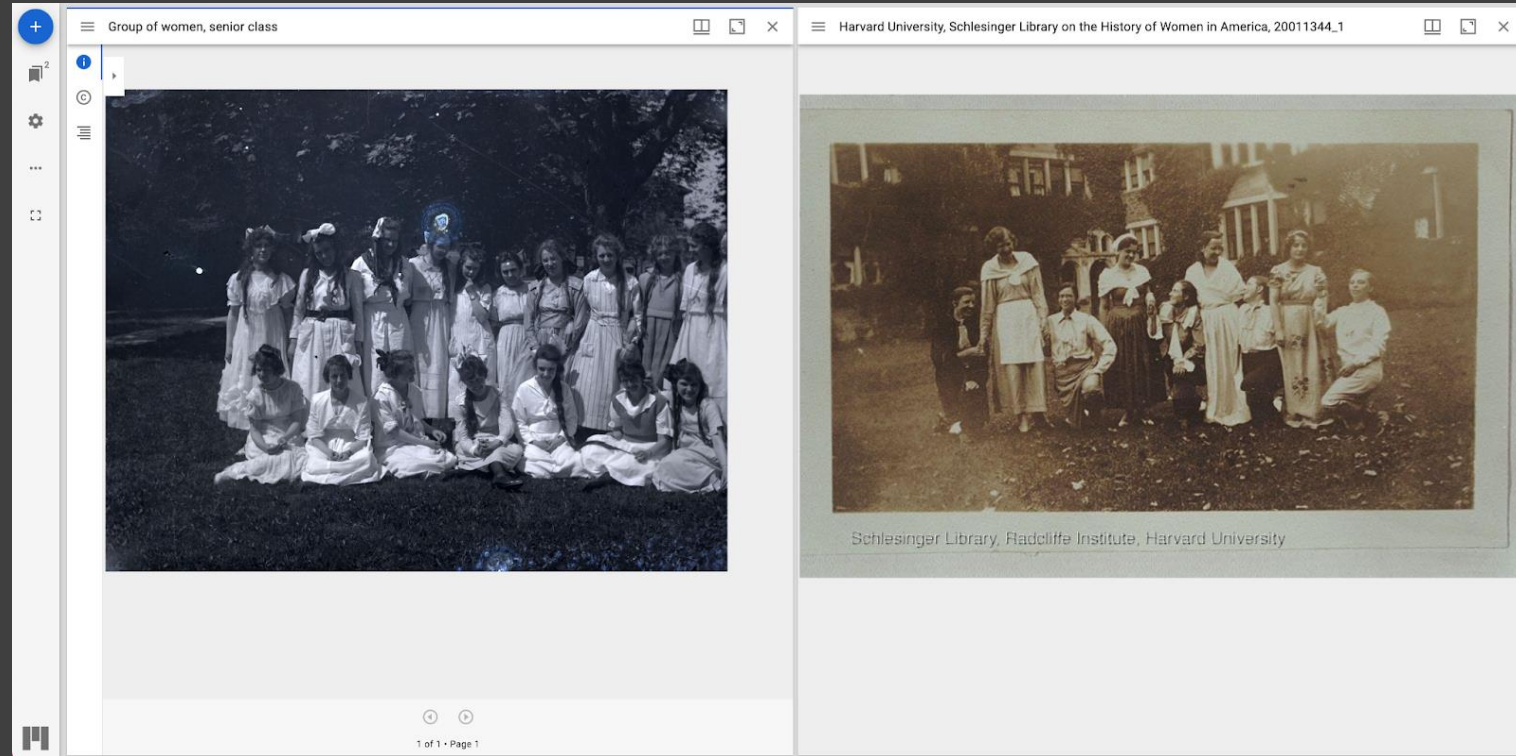 2
Group of women, senior class
1 of 1 • Page 1
Harvard University, Schlesinger Library on the History of Women in America, 20011344_1
Schlesinger Library, Radcliffe Institute, Harvard University